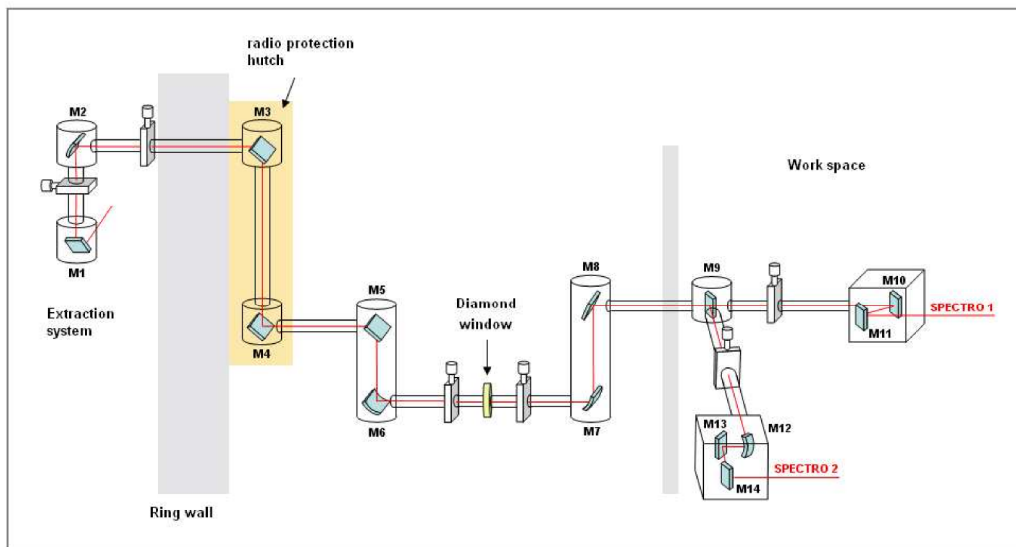 radio protection
hutch
M2
M3
Work space
M1
M8
M9
M10
Extraction
system
M5
Diamond
window
SPECTRO 1
M11
M4
M6
M7
M13
M12
SPECTRO 2
M14
Ring wall